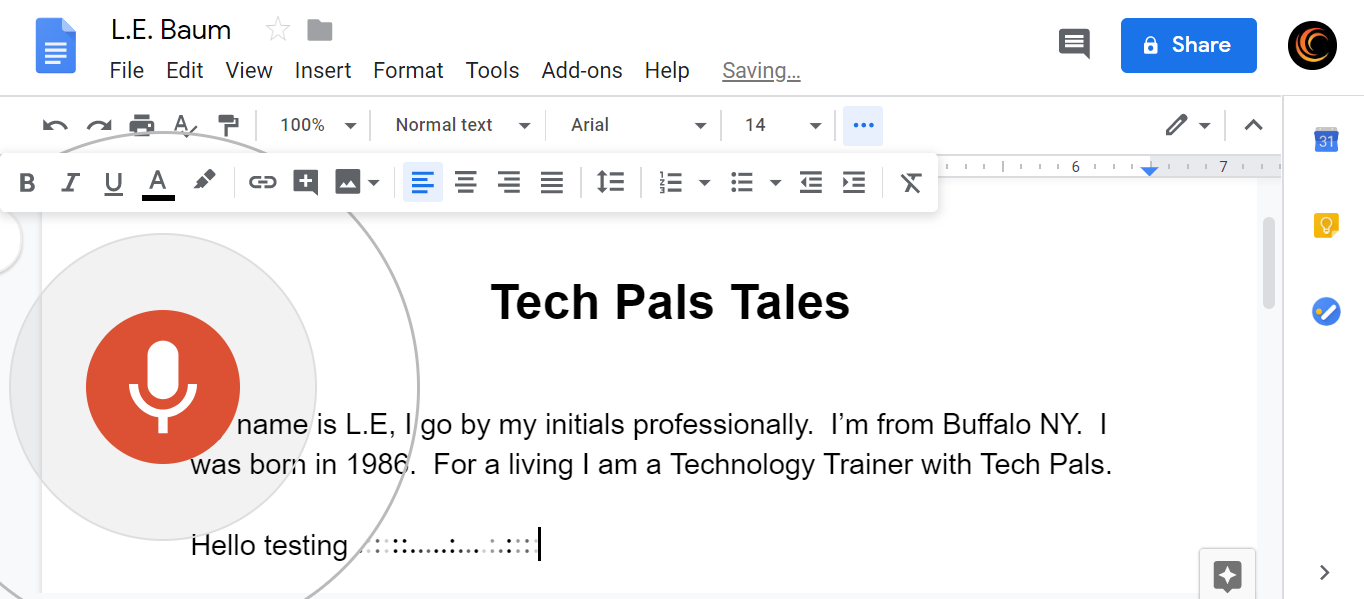 L.E. Baum
Share
File Edit View Insert Format Tools Add-ons Help Saving...
100% Normal text Arial 14
31
B I U A
6 7
Tech Pals Tales
name is L.E, I go by my initials professionally.  I’m from Buffalo NY.  I
was born in 1986.  For a living I am a Technology Trainer with Tech Pals.
Hello testing